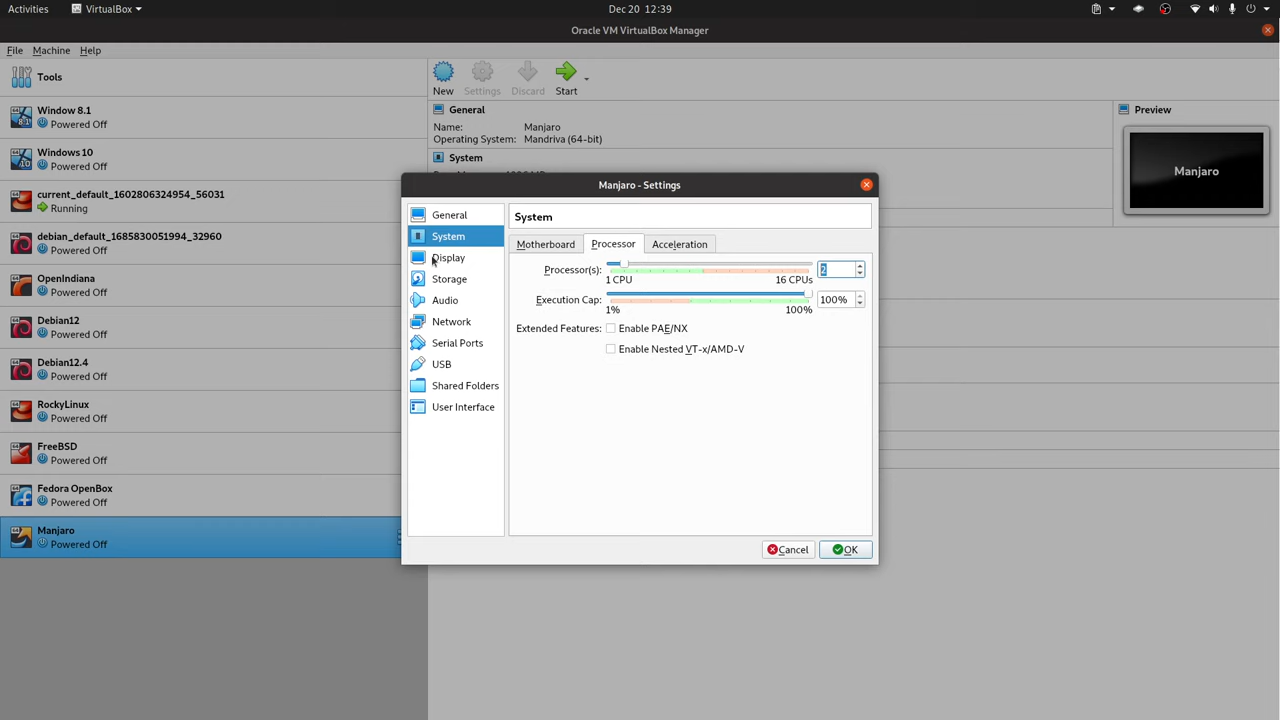 Activities
VirtualBox
Dec 20 12:39
Oracle VM VirtualBox Manager
File Machine Help
Tools
New
Settings
Discard
Start
Window 8.1
Powered Off
Windows 10
Powered Off
current_default_1602806324954_56031
Running
debian_default_1685830051994_32960
Powered Off
OpenIndiana
Powered Off
Debian12
Powered Off
Debian12.4
Powered Off
RockyLinux
Powered Off
FreeBSD
Powered Off
Fedora OpenBox
Powered Off
Manjaro
Powered Off
General
Name: Manjaro
Operating System: Mandriva (64-bit)
System
Preview
Manjaro
Manjaro - Settings
General
System
Display
Storage
Audio
Network
Serial Ports
USB
Shared Folders
User Interface
System
Motherboard Processor Acceleration
Processor(s): 2
1 CPU 16 CPUs
Execution Cap: 100%
1% 100%
Extended Features: Enable PAE/NX
Enable Nested VT-x/AMD-V
Cancel
OK